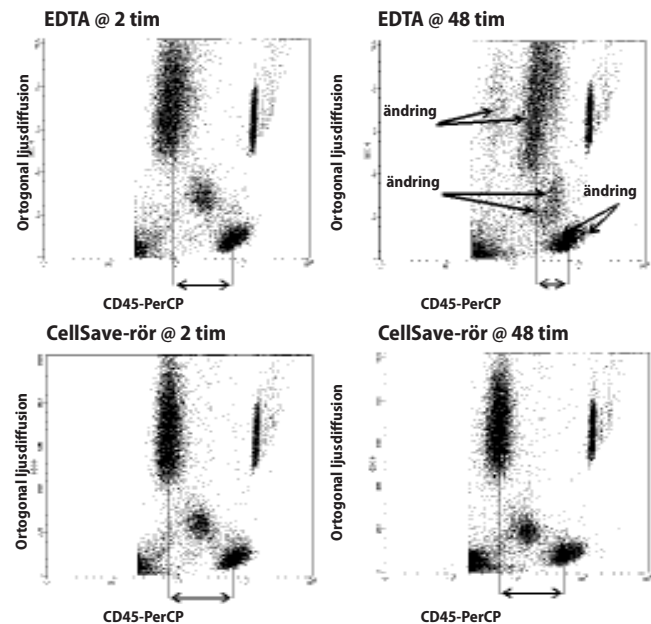 EDTA @ 2 tim
EDTA @ 48 tim
Ortogonal ljusdiffusion
Ortogonal ljusdiffusion
ändring
ändring
ändring
CD45-PerCP
CD45-PerCP
CellSave-rör @ 2 tim
CellSave-rör @ 48 tim
Ortogonal ljusdiffusion
Ortogonal ljusdiffusion
CD45-PerCP
CD45-PerCP